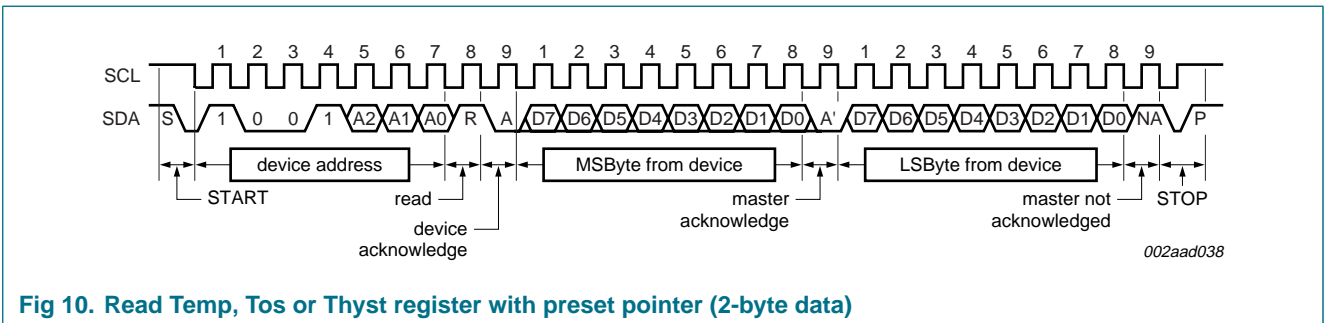 1 2 3 4 5 6 7 8 9 1 2 3 4 5 6 7 8 9 1 2 3 4 5 6 7 8 9
SCL
SDA S 1 0 0 1 A2 A1 A0 R A D7 D6 D5 D4 D3 D2 D1 D0 A' D7 D6 D5 D4 D3 D2 D1 D0 NA P
device address MSByte from device LSByte from device
START read master master not STOP
device acknowledge acknowledged
acknowledge
002aad038
Fig 10. Read Temp, Tos or Thyst register with preset pointer (2-byte data)